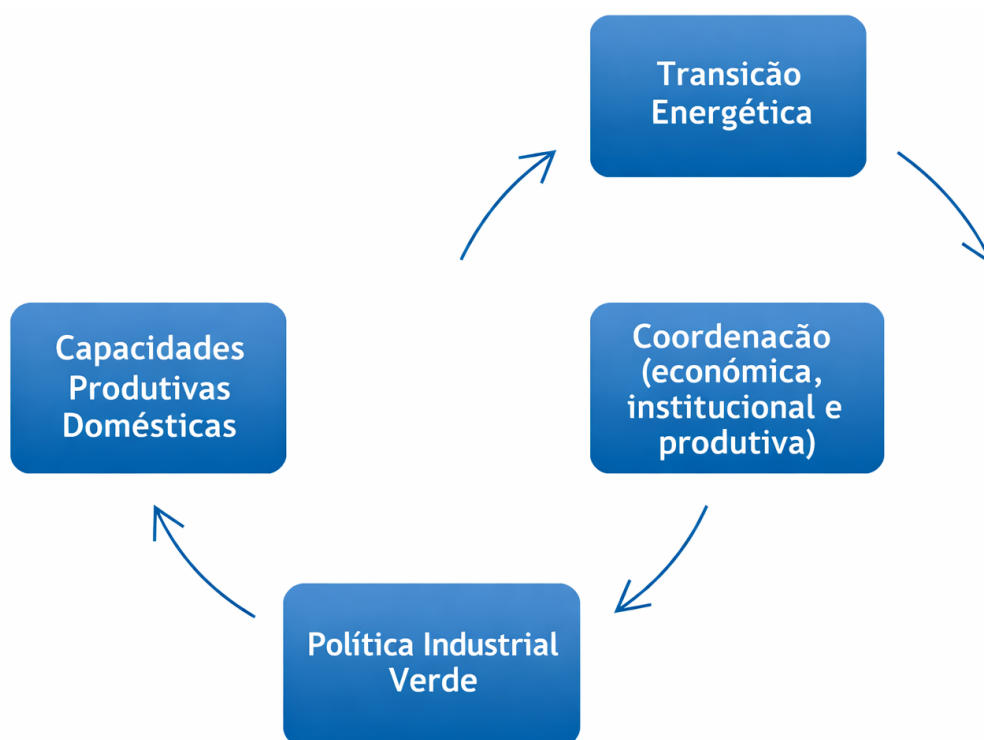 Transicão
Energética
Coordenacão
(económica,
institucional e
produtiva)
Política Industrial
Verde
Capacidades
Produtivas
Domésticas